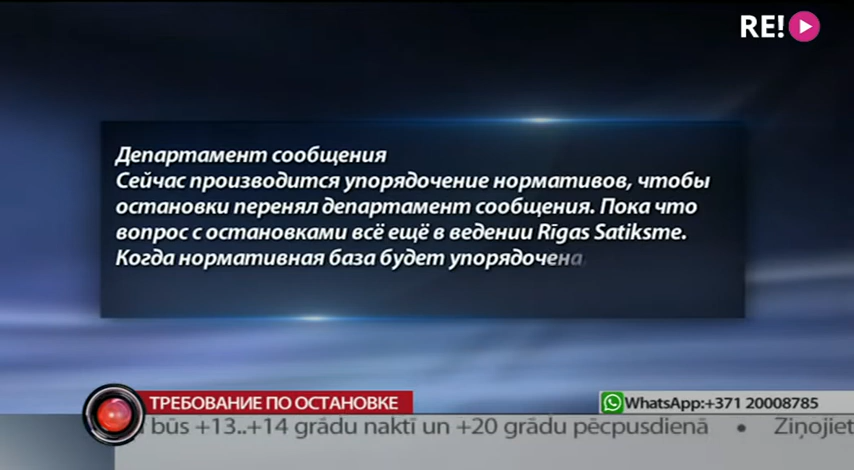 RE!
Департамент сообщения
Сейчас производится упорядочение нормативов, чтобы
остановки перенял департамент сообщения. Пока что
вопрос с остановками всё ещё в ведении Rīgas Satiksme.
Когда нормативная база будет упорядочена
ТРЕБОВАНИЕ ПО ОСТАНОВКЕ
WhatsApp:+371 20008785
būs +13..+14 grādu naktī un +20 grādu pēcpusdienā • Ziņojiet